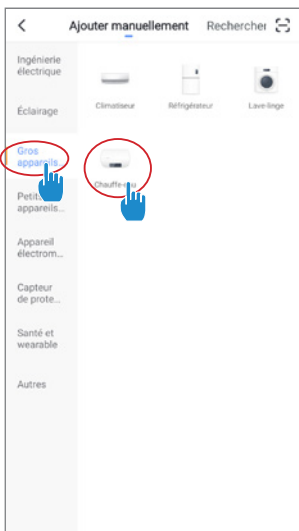 Ajouter manuellement Rechercher
Ingénierie
électrique
Climatiseur Réfrigérateur Lave-linge
Éclairage
Gros
appareils...
Chauffe-eau
Petits
appareils...
Appareil
électrom...
Capteur
de prote...
Santé et
wearable
Autres